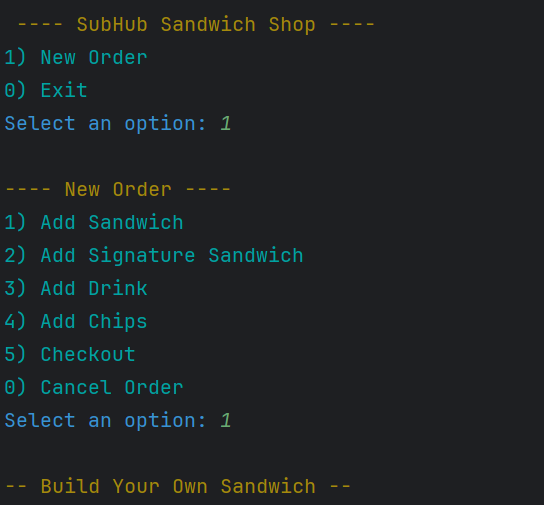 ---- SubHub Sandwich Shop ----
1) New Order
0) Exit
Select an option: 1
---- New Order ----
1) Add Sandwich
2) Add Signature Sandwich
3) Add Drink
4) Add Chips
5) Checkout
0) Cancel Order
Select an option: 1
-- Build Your Own Sandwich --